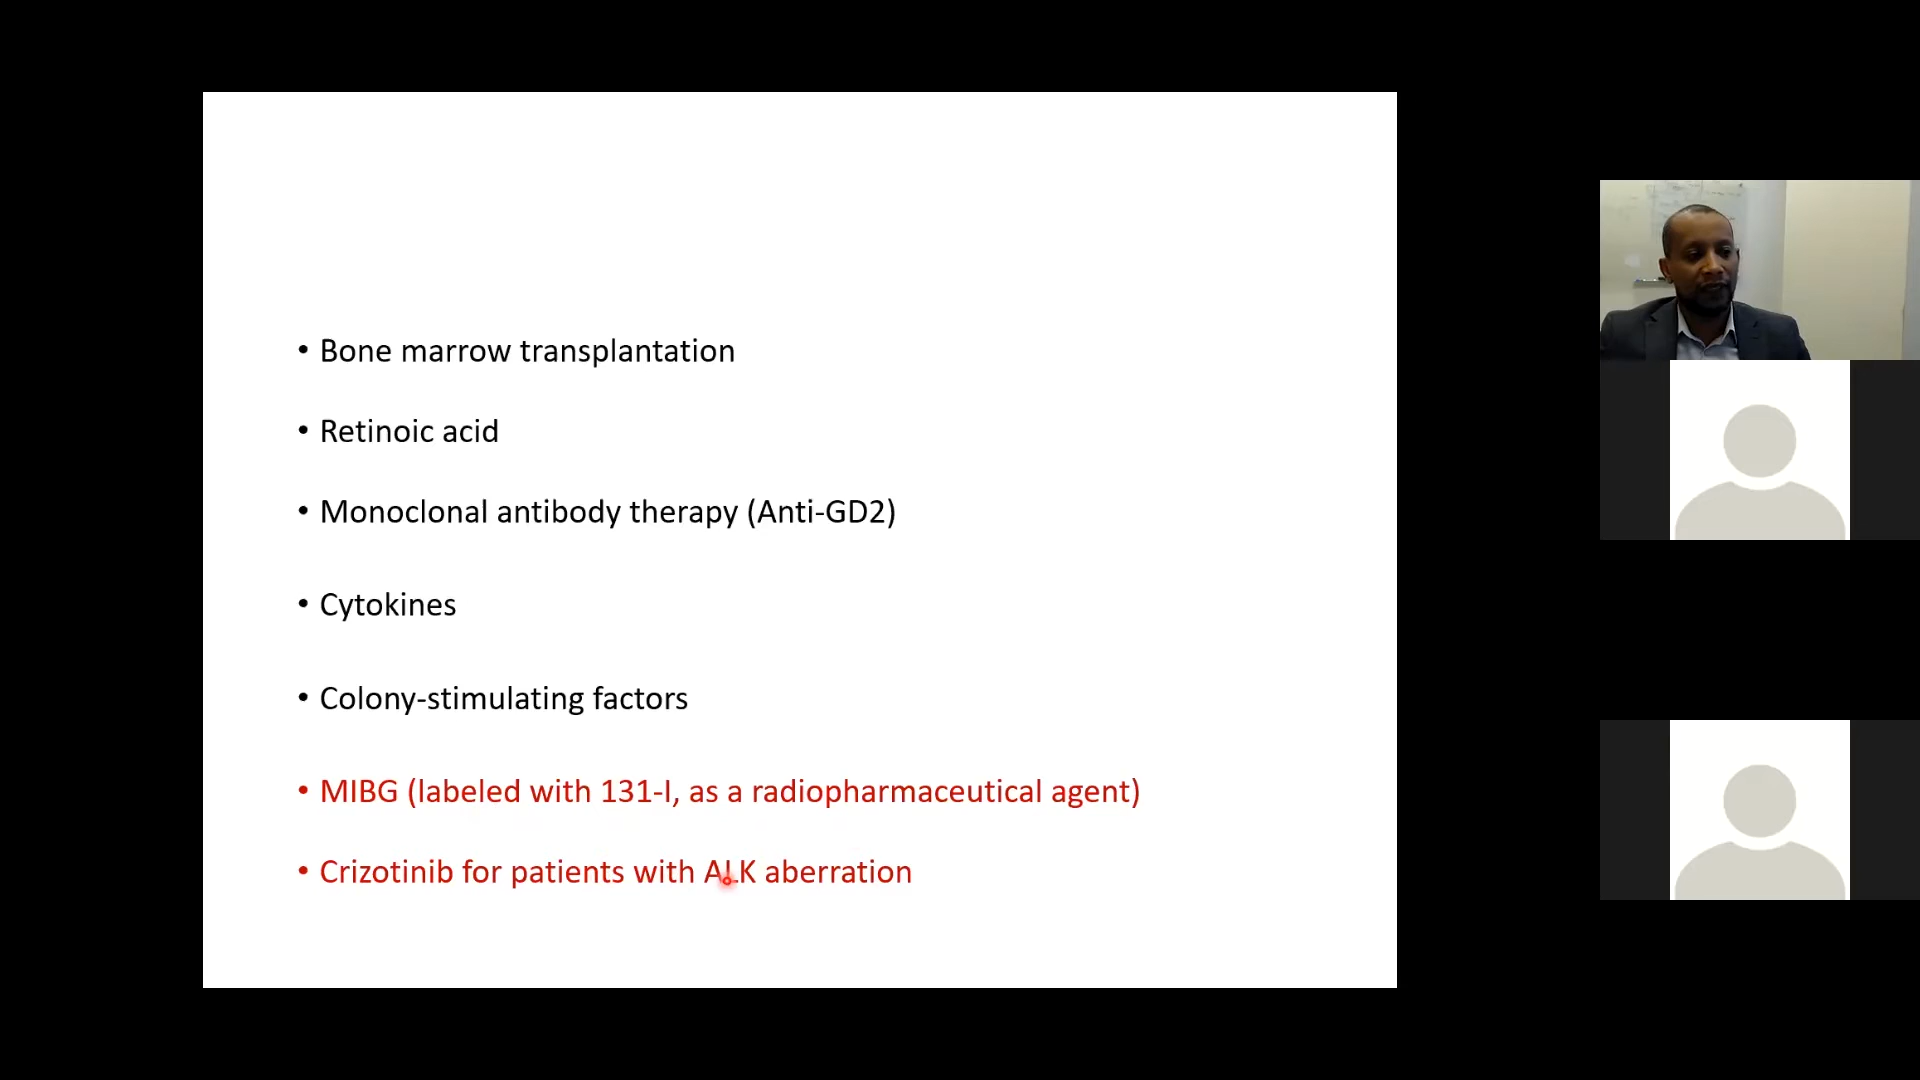 • Bone marrow transplantation
• Retinoic acid
• Monoclonal antibody therapy (Anti-GD2)
• Cytokines
• Colony-stimulating factors
• MIBG (labeled with 131-I, as a radiopharmaceutical agent)
• Crizotinib for patients with ALK aberration